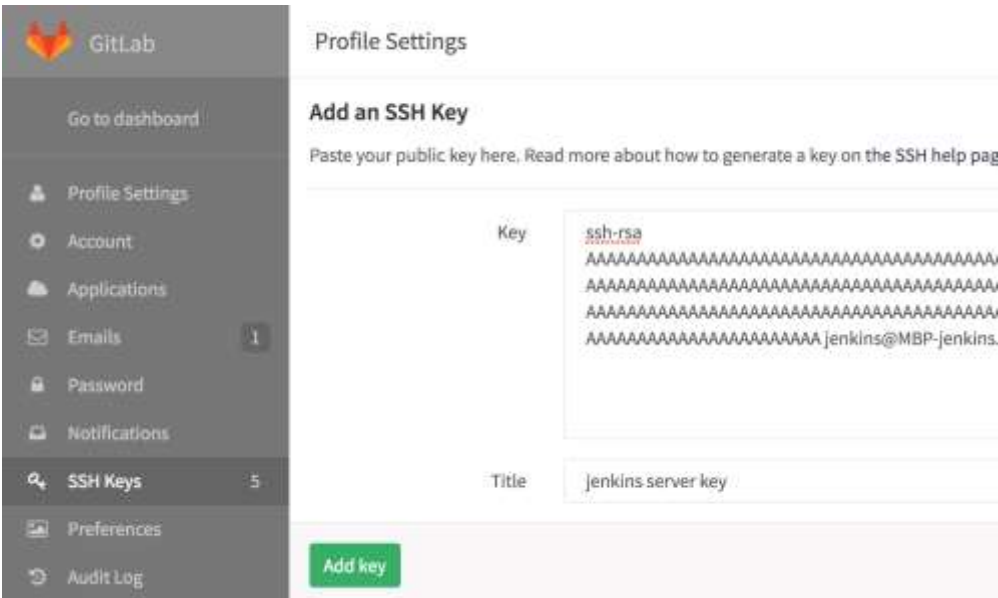 GitLab
Profile Settings
Go to dashboard
Add an SSH Key
Paste your public key here. Read more about how to generate a key on the SSH help pag
Profile Settings
Account
Applications
Emails 1
Password
Notifications
SSH Keys 5
Preferences
Audit Log
Key
ssh-rsa
AAAAAAAAAAAAAAAAAAAAAAAAAAAAAAAAAAAAAAAAAA
AAAAAAAAAAAAAAAAAAAAAAAAAAAAAAAAAAAAAAAAAA
AAAAAAAAAAAAAAAAAAAAAAAAAAAAAAAAAAAAAAAAAA
AAAAAAAAAAAAAAAAAAAAAAAA jenkins@MBP-jenkins.
Title
jenkins server key
Add key